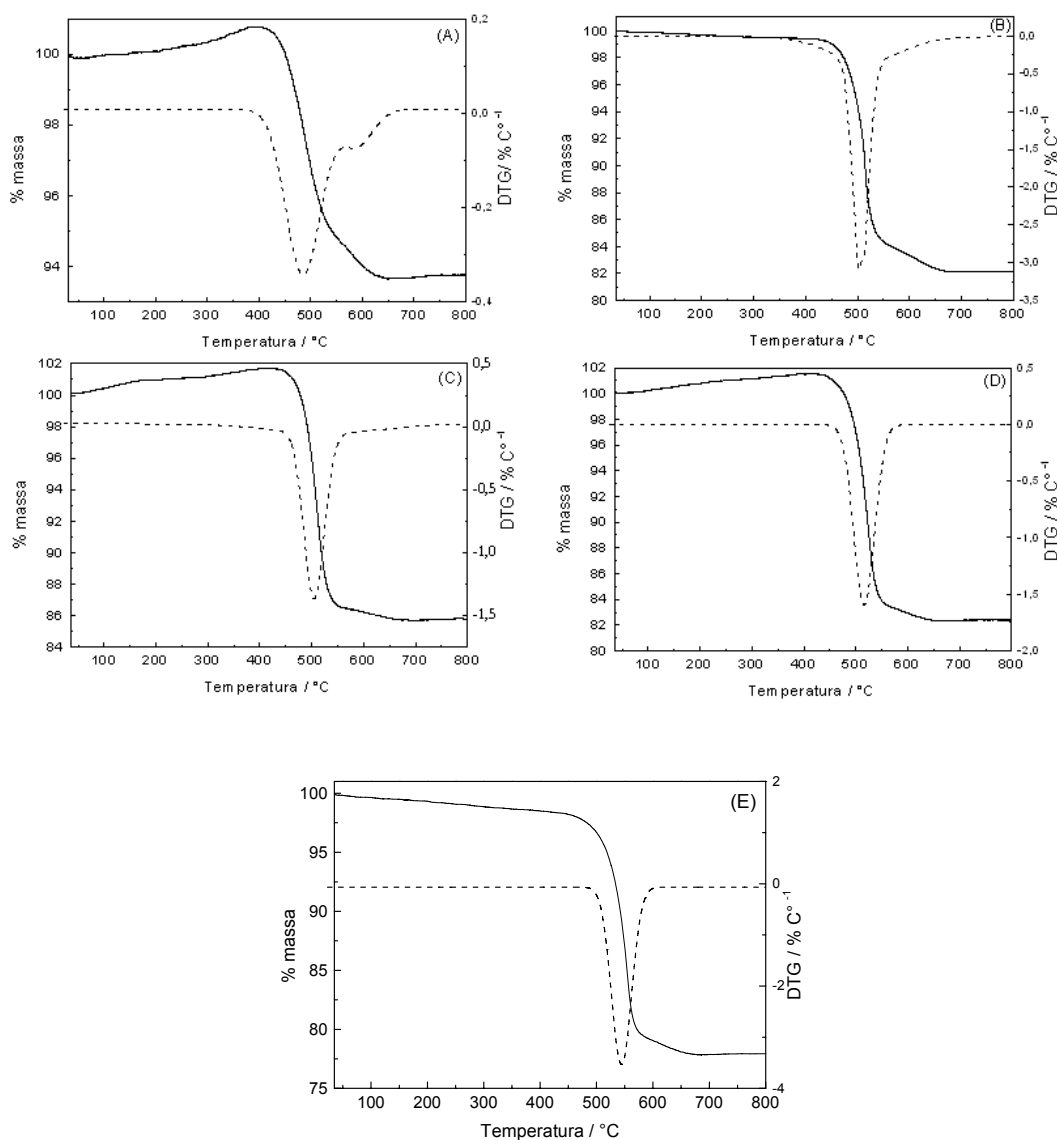 (A)
% massa
100
98
96
94
0,2
0,0
-0,2
-0,4
DTG/ % C°⁻¹
100 200 300 400 500 600 700 800
Temperatura / °C
(B)
% massa
100
98
96
94
92
90
88
86
84
82
80
0,0
-0,5
-1,0
-1,5
-2,0
-2,5
-3,0
-3,5
DTG / % C°⁻¹
100 200 300 400 500 600 700 800
Temperatura / °C
(C)
% massa
102
100
98
96
94
92
90
88
86
84
0,5
0,0
-0,5
-1,0
-1,5
DTG / % C°⁻¹
100 200 300 400 500 600 700 800
Temperatura / °C
(D)
% massa
102
100
98
96
94
92
90
88
86
84
82
80
0,5
0,0
-0,5
-1,0
-1,5
-2,0
DTG / % C°⁻¹
100 200 300 400 500 600 700 800
Temperatura / °C
(E)
% massa
100
95
90
85
80
75
2
0
-2
-4
DTG / % C°⁻¹
100 200 300 400 500 600 700 800
Temperatura / °C